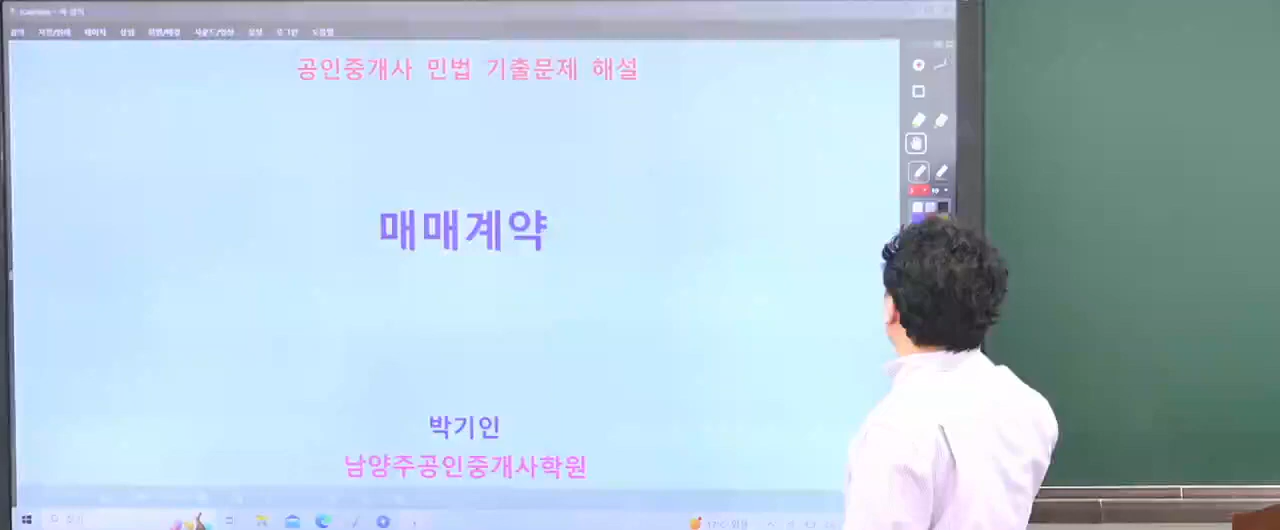 공인중개사 민법 기출문제 해설
매매계약
박기인
남양주공인중개사학원